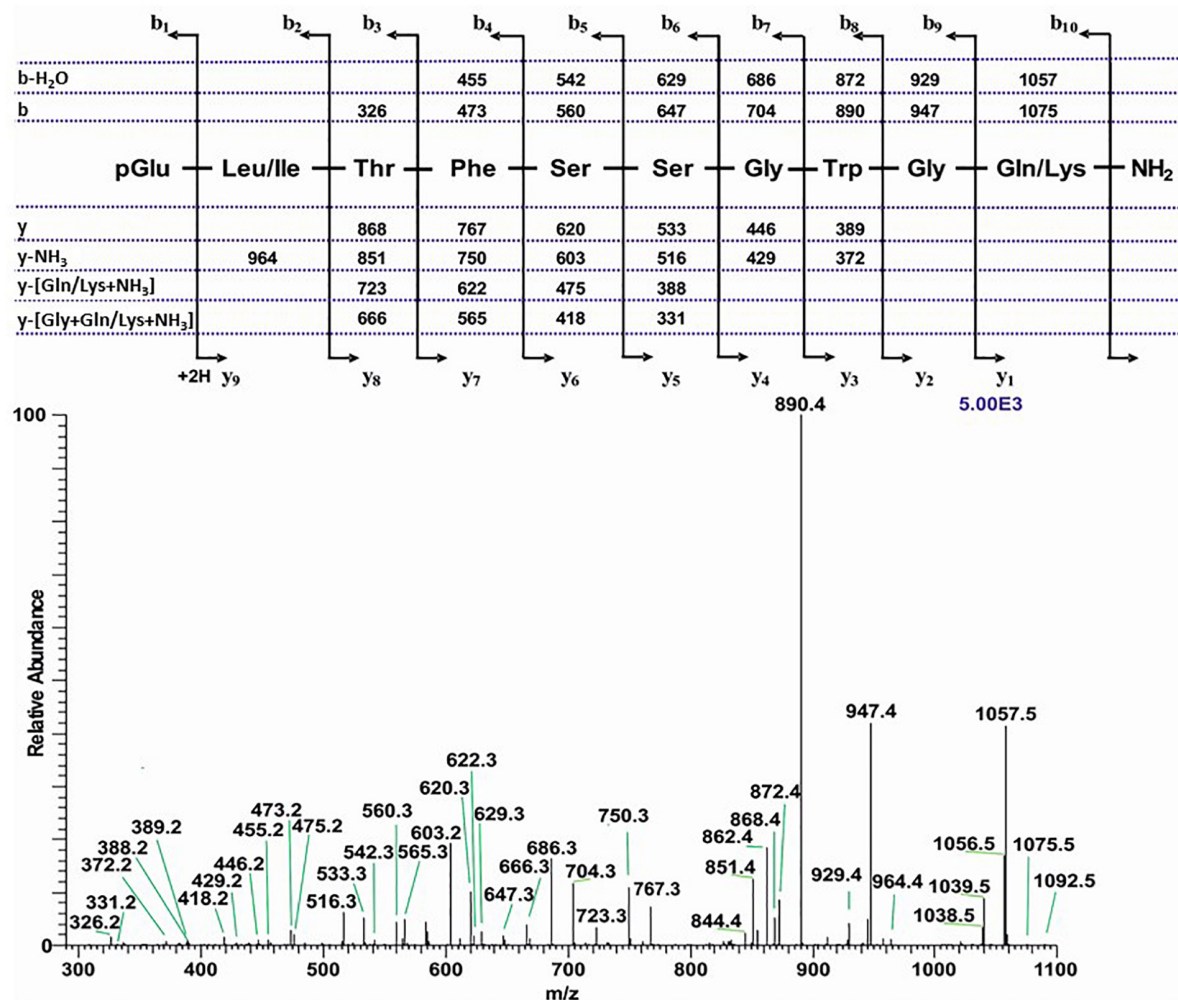 b₁ b₂ b₃ b₄ b₅ b₆ b₇ b₈ b₉ b₁₀
b-H₂O 455 542 629 686 872 929 1057
b 326 473 560 647 704 890 947 1075
pGlu Leu/Ile Thr Phe Ser Ser Gly Trp Gly Gln/Lys NH₂
y 868 767 620 533 446 389
y-NH₃ 964 851 750 603 516 429 372
y-[Gln/Lys+NH₃] 723 622 475 388
y-[Gly+Gln/Lys+NH₃] 666 565 418 331
+2H y₉ y₈ y₇ y₆ y₅ y₄ y₃ y₂ y₁
100 890.4 5.00E3
947.4 1057.5
622.3
620.3 872.4
473.2 560.3 629.3 750.3 868.4
389.2 455.2 475.2 603.2 862.4 1056.5 1075.5
388.2 446.2 542.3 565.3 686.3 851.4
372.2 429.2 533.3 666.3 704.3 767.3 929.4 964.4 1039.5 1092.5
331.2 418.2 516.3 647.3 723.3 844.4 1038.5
326.2
0
300 400 500 600 700 800 900 1000 1100
m/z
Relative Abundance